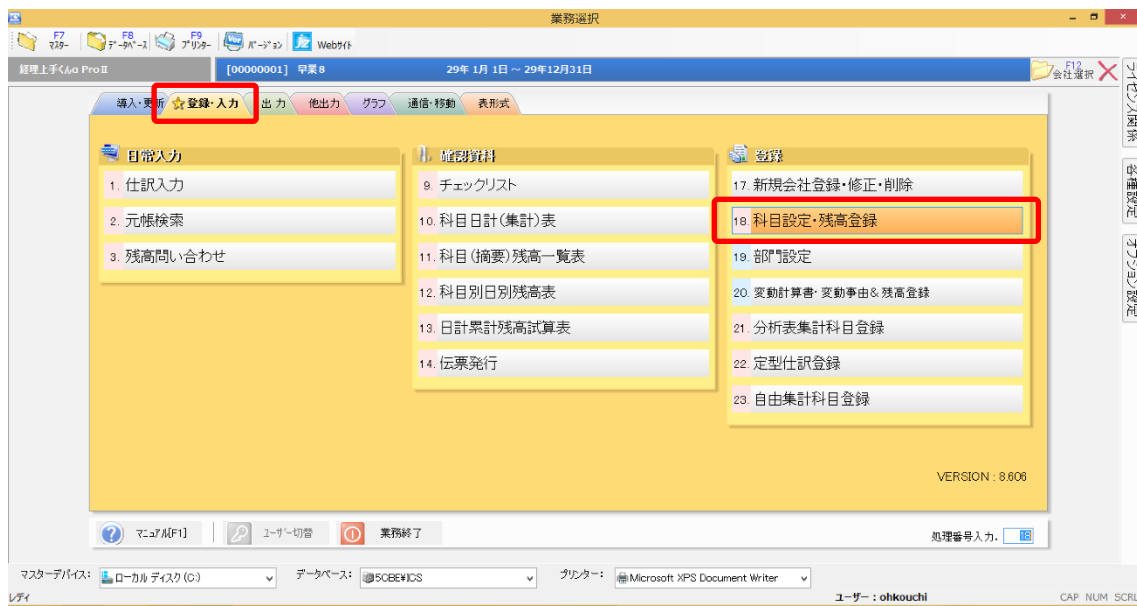 業務選択
F7 マスター F8 データベース F9 プリンター バージョン Webサイト
経理上手くんα ProⅡ [00000001] 早業8 29年 1月 1日 ～ 29年12月31日 F12 会社選択
導入・更新 登録・入力 出力 他出力 グラフ 通信・移動 表形式
日常入力
1. 仕訳入力
2. 元帳検索
3. 残高問い合わせ
確認資料
9. チェックリスト
10. 科目日計(集計)表
11. 科目(摘要)残高一覧表
12. 科目別日別残高表
13. 日計累計残高試算表
14. 伝票発行
登録
17. 新規会社登録・修正・削除
18. 科目設定・残高登録
19. 部門設定
20. 変動計算書・変動事由＆残高登録
21. 分析表集計科目登録
22. 定型仕訳登録
23. 自由集計科目登録
VERSION : 8.606
ライセンス関係
各種設定
オプション設定
マニュアル[F1] ユーザー切替 業務終了 処理番号入力. 18
マスターデバイス: ローカル ディスク (C:) データベース: @5CBE¥ICS プリンター: Microsoft XPS Document Writer
レディ ユーザー : ohkouchi CAP NUM SCRL